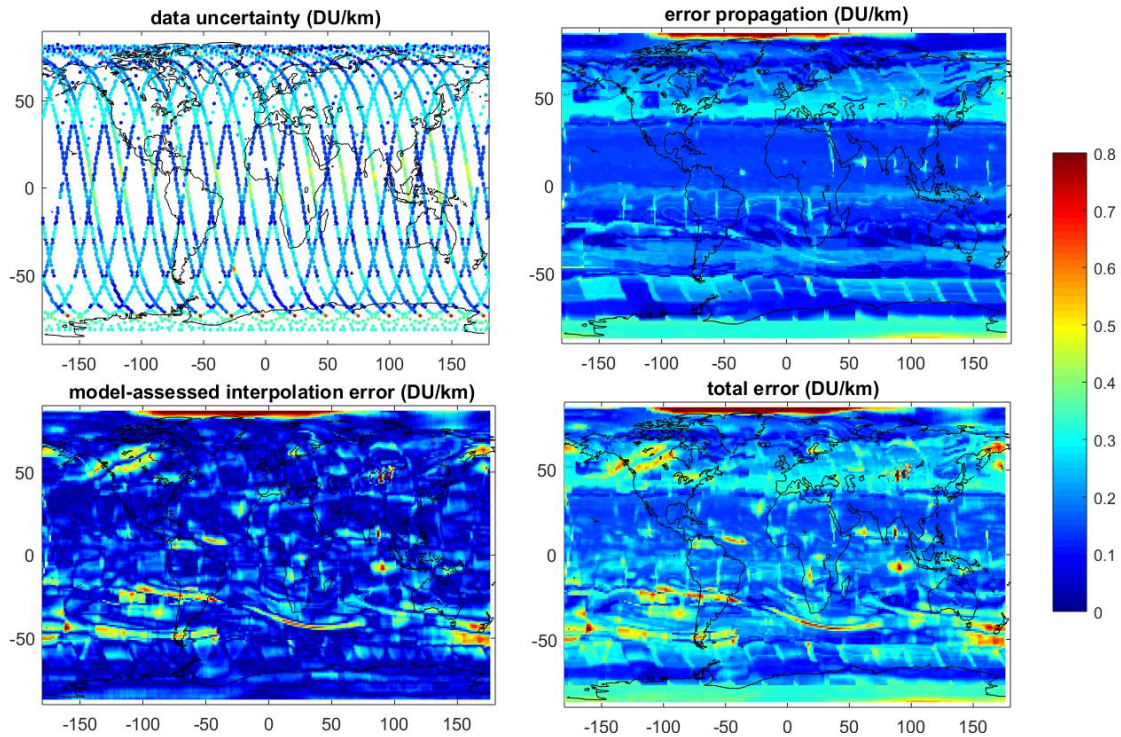 data uncertainty (DU/km)
error propagation (DU/km)
50
0
-50
-150 -100 -50 0 50 100 150
50
0
-50
-150 -100 -50 0 50 100 150
model-assessed interpolation error (DU/km)
total error (DU/km)
50
0
-50
-150 -100 -50 0 50 100 150
50
0
-50
-150 -100 -50 0 50 100 150
0.8
0.7
0.6
0.5
0.4
0.3
0.2
0.1
0